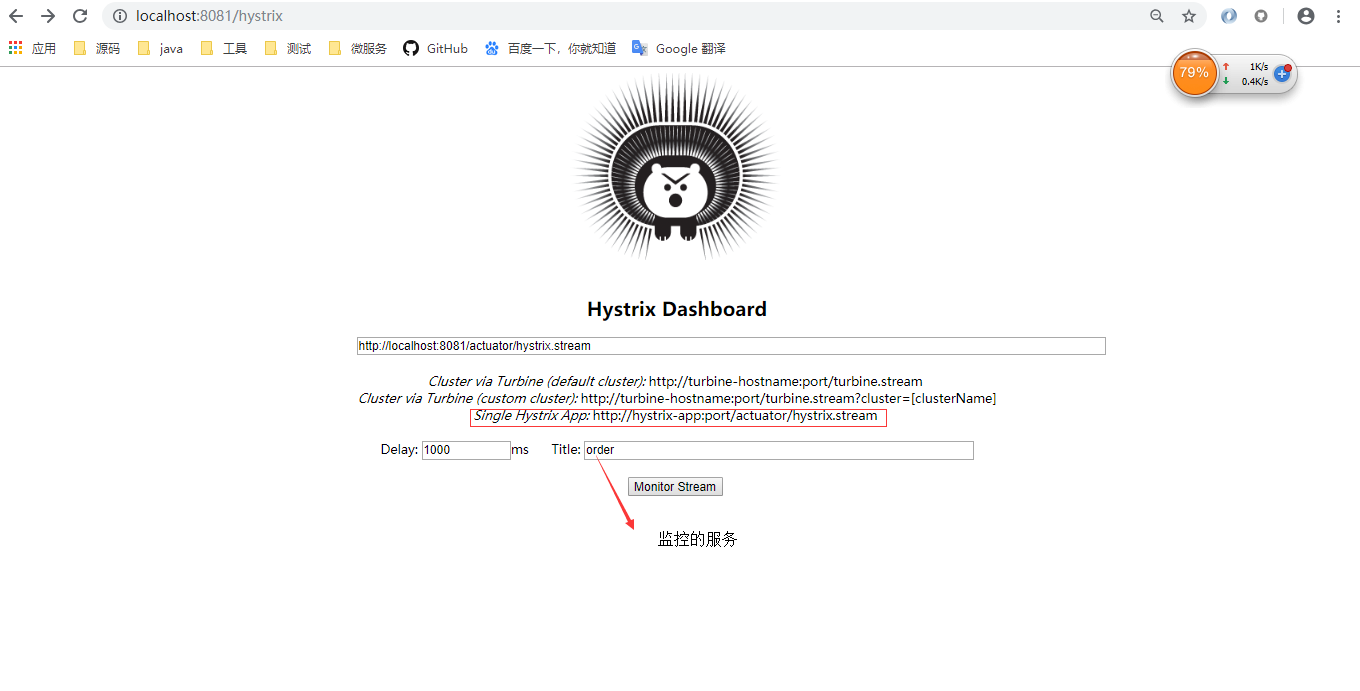 localhost:8081/hystrix
应用 源码 java 工具 测试 微服务 GitHub 百度一下，你就知道 Google 翻译
79% 1K/s
0.4K/s
Hystrix Dashboard
http://localhost:8081/actuator/hystrix.stream
Cluster via Turbine (default cluster): http://turbine-hostname:port/turbine.stream
Cluster via Turbine (custom cluster): http://turbine-hostname:port/turbine.stream?cluster=[clusterName]
Single Hystrix App: http://hystrix-app:port/actuator/hystrix.stream
Delay: 1000 ms Title: order
Monitor Stream
监控的服务